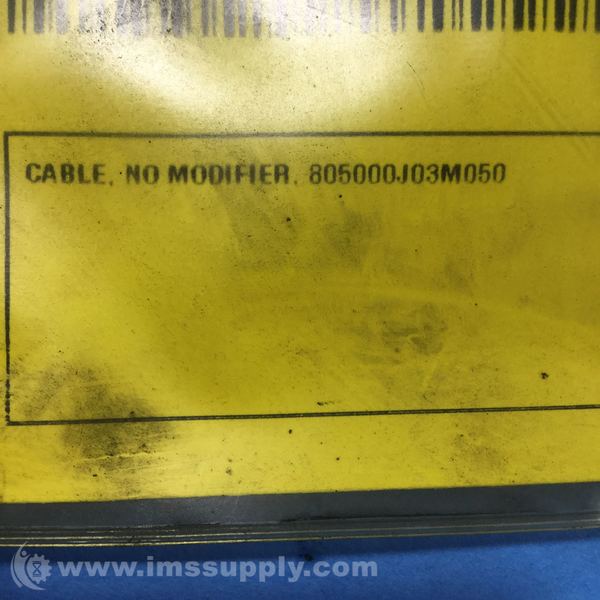 CABLE, NO MODIFIER, 805000J03M050
www.imssupply.com